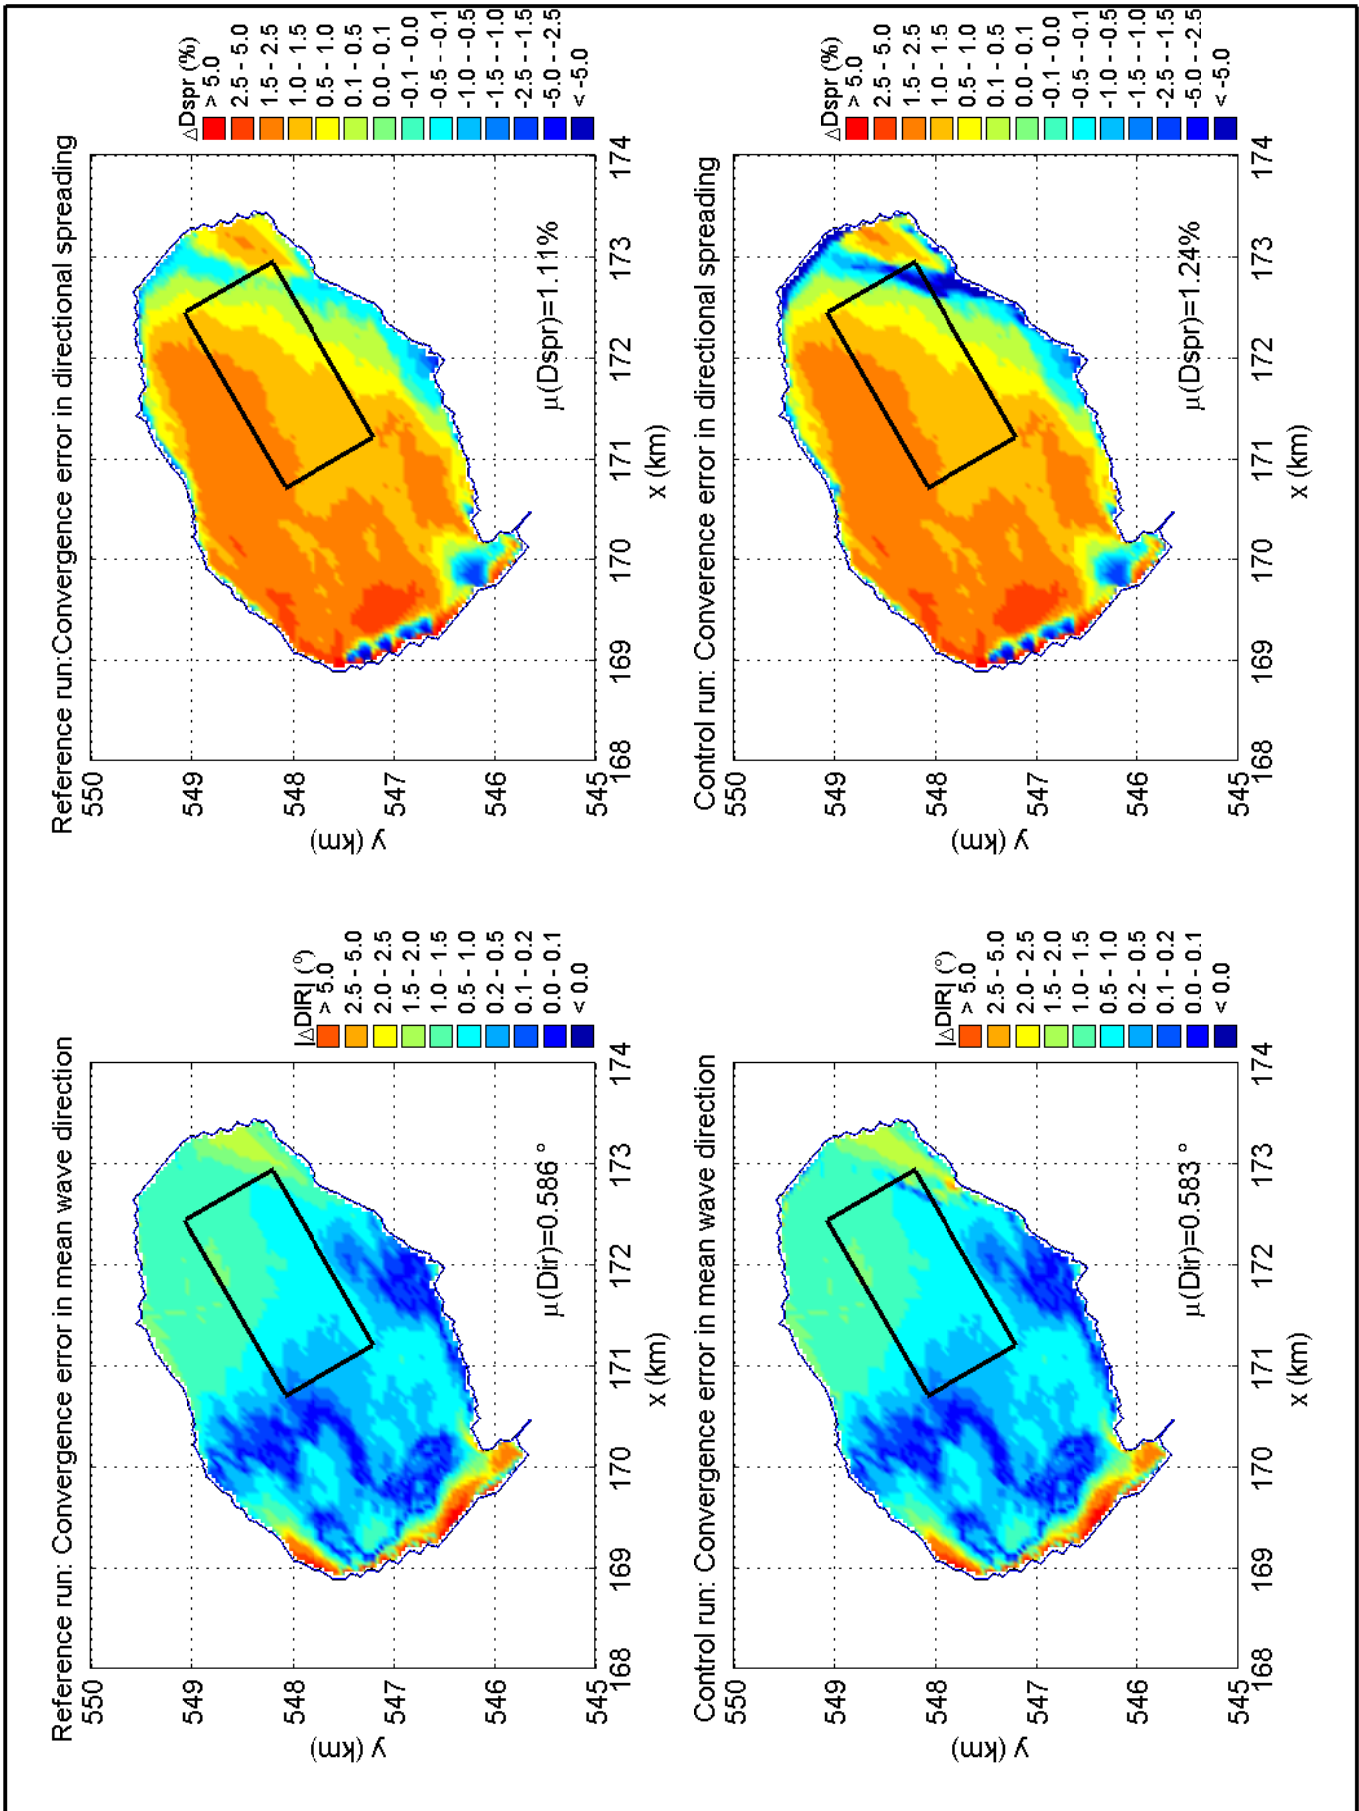 Reference run: Convergence error in mean wave direction
550
549
548
547
546
545
y (km)
168
169
170
171
172
173
174
x (km)
μ(Dir)=0.586 °
|△DIR| (°)
> 5.0
2.5 - 5.0
2.0 - 2.5
1.5 - 2.0
1.0 - 1.5
0.5 - 1.0
0.2 - 0.5
0.1 - 0.2
0.0 - 0.1
< 0.0
Reference run:Convergence error in directional spreading
550
549
548
547
546
545
y (km)
168
169
170
171
172
173
174
x (km)
μ(Dspr)=1.11%
△Dspr (%)
> 5.0
2.5 - 5.0
1.5 - 2.5
1.0 - 1.5
0.5 - 1.0
0.1 - 0.5
0.0 - 0.1
-0.1 - 0.0
-0.5 - -0.1
-1.0 - -0.5
-1.5 - -1.0
-2.5 - -1.5
-5.0 - -2.5
< -5.0
Control run: Convergence error in mean wave direction
550
549
548
547
546
545
y (km)
168
169
170
171
172
173
174
x (km)
μ(Dir)=0.583 °
|△DIR| (°)
> 5.0
2.5 - 5.0
2.0 - 2.5
1.5 - 2.0
1.0 - 1.5
0.5 - 1.0
0.2 - 0.5
0.1 - 0.2
0.0 - 0.1
< 0.0
Control run: Converence error in directional spreading
550
549
548
547
546
545
y (km)
168
169
170
171
172
173
174
x (km)
μ(Dspr)=1.24%
△Dspr (%)
> 5.0
2.5 - 5.0
1.5 - 2.5
1.0 - 1.5
0.5 - 1.0
0.1 - 0.5
0.0 - 0.1
-0.1 - 0.0
-0.5 - -0.1
-1.0 - -0.5
-1.5 - -1.0
-2.5 - -1.5
-5.0 - -2.5
< -5.0